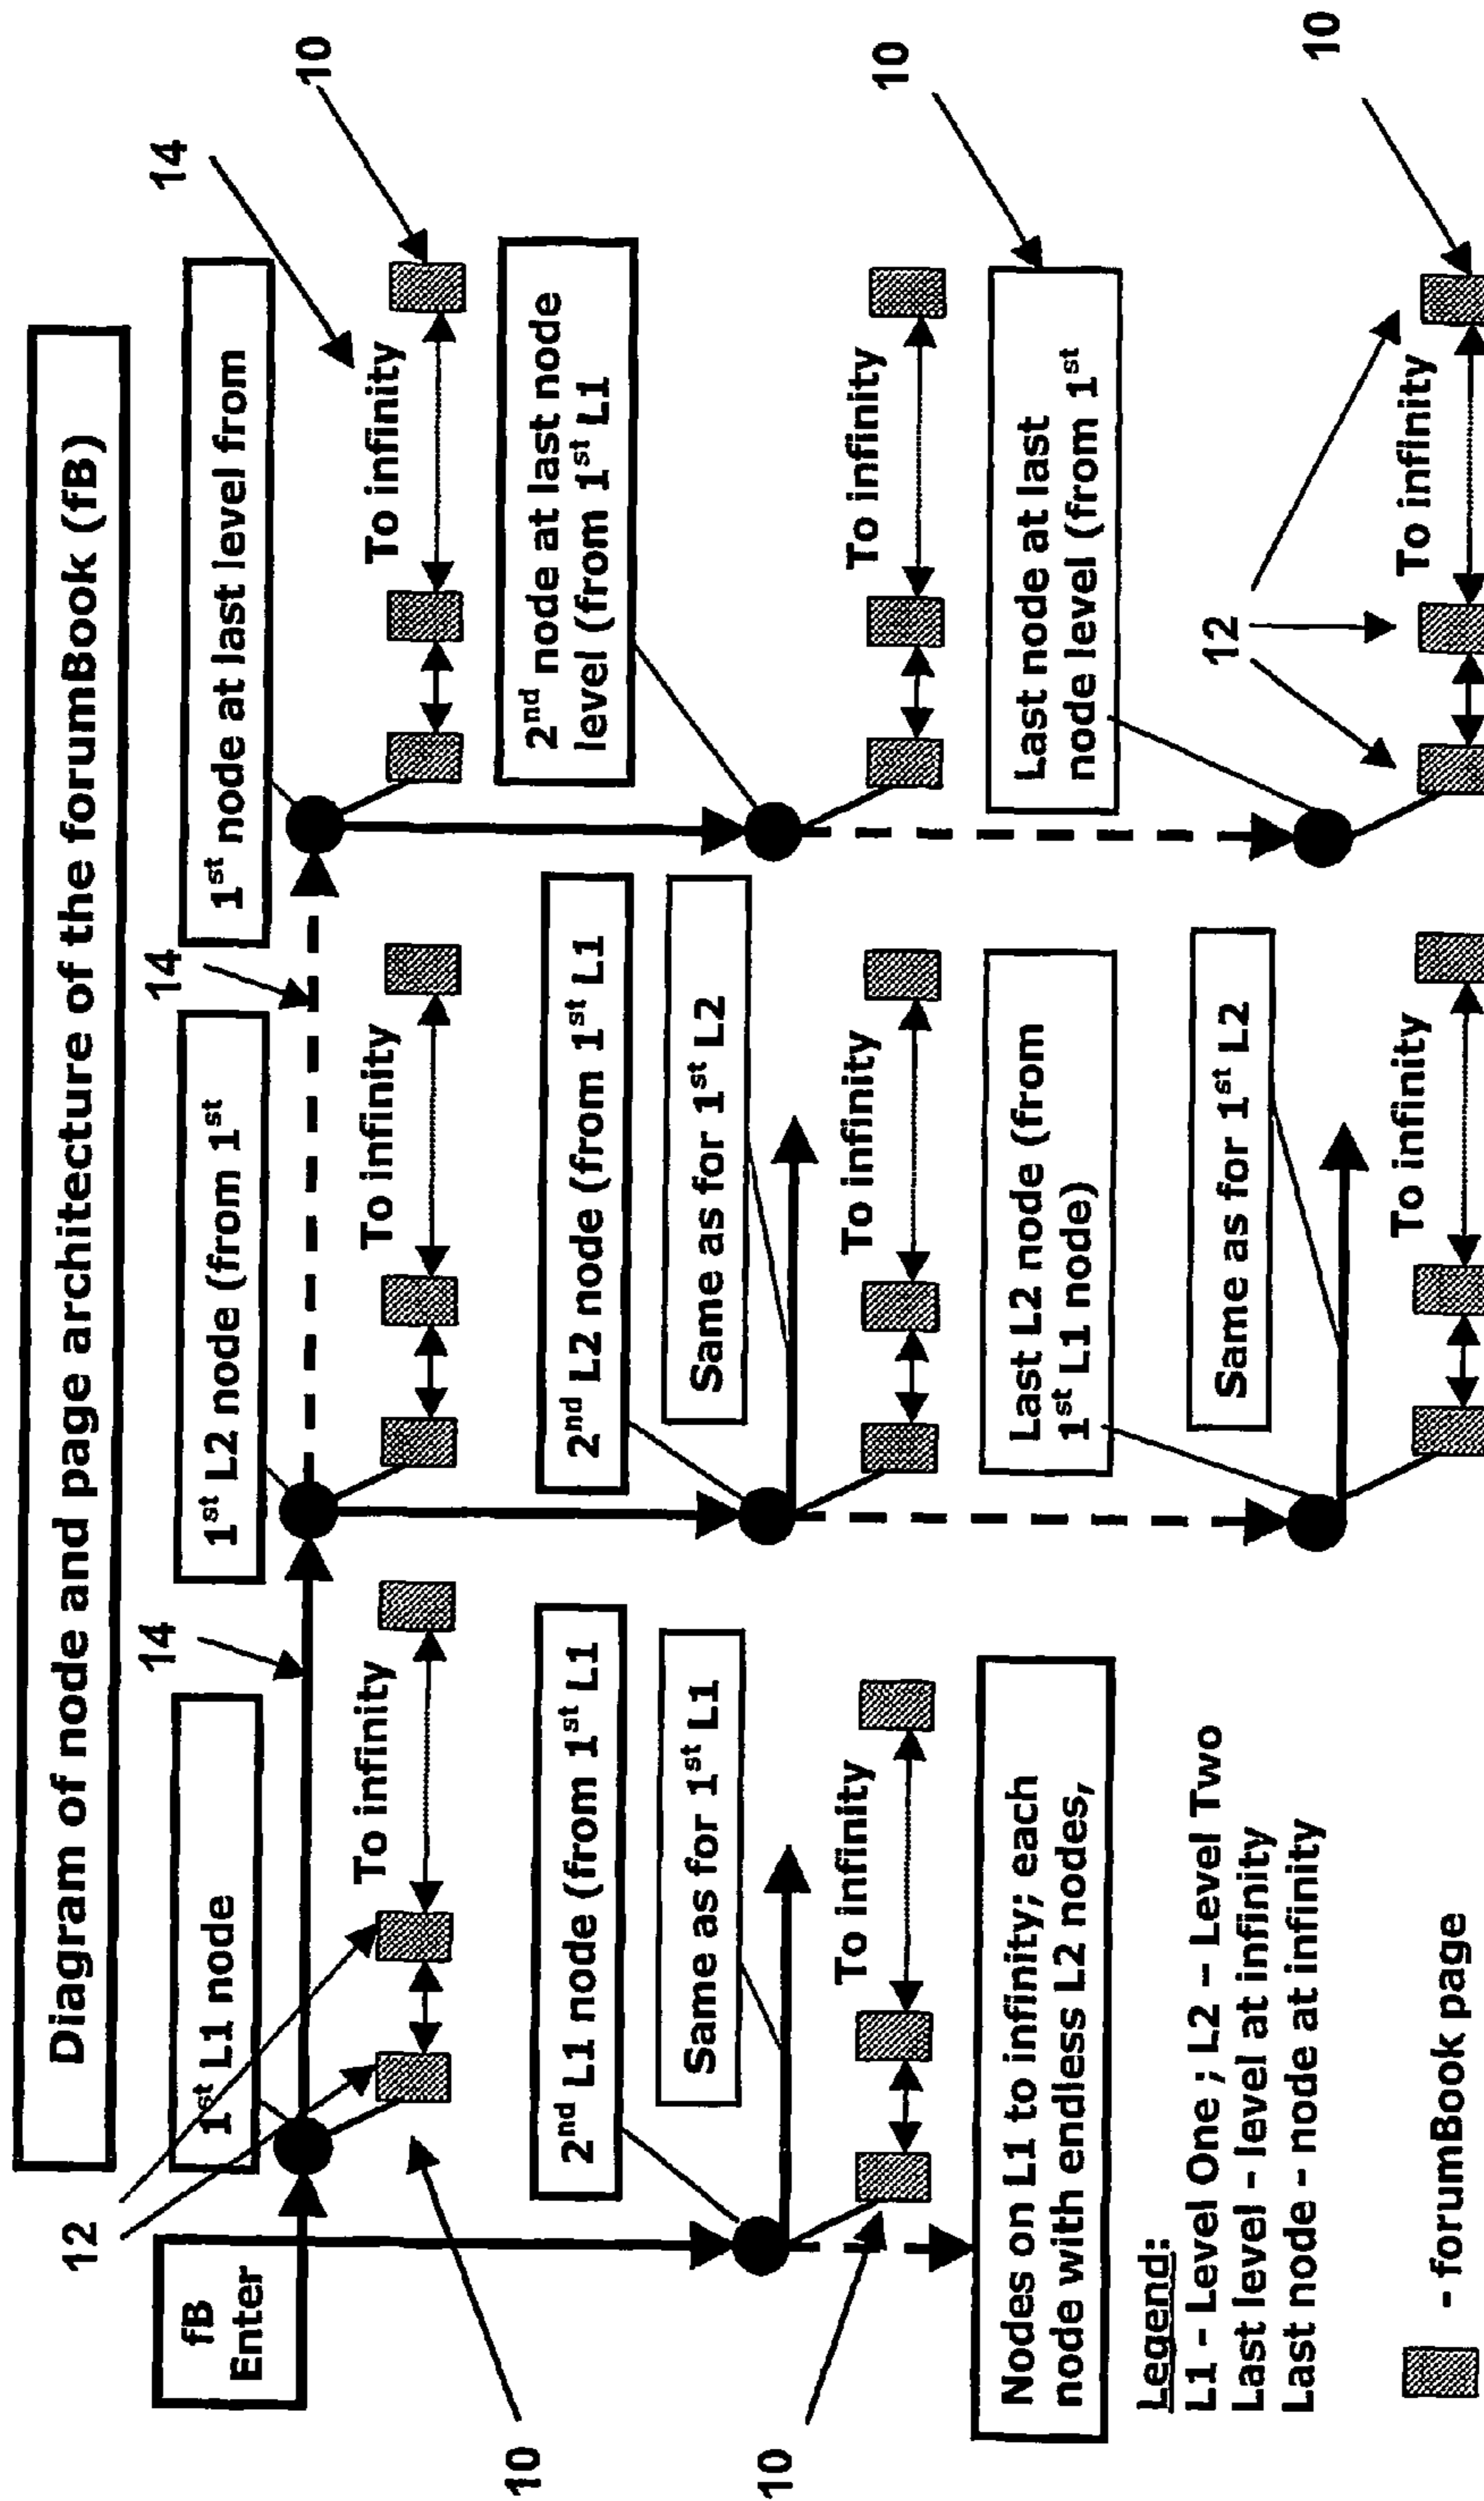 Diagram of node and page architecture of the forumBook (fB)
12
14
14
14
10
fB
Enter
1st L1 node
1st L2 node (from 1st
1st node at last level from
To infinity
To infinity
To infinity
10
2nd L1 node (from 1st L1
2nd L2 node (from 1st L1
2nd node at last node
level (from 1st L1
Same as for 1st L1
Same as for 1st L2
10
To infinity
To infinity
To infinity
10
Nodes on L1 to infinity; each
node with endless L2 nodes,
Last L2 node (from
1st L1 node)
Last node at last
node level (from 1st
Legend:
L1 - Level One ; L2 - Level Two
Last level - level at infinity
Last node - node at infinity
Same as for 1st L2
12
10
To infinity
To infinity
- forumBook page